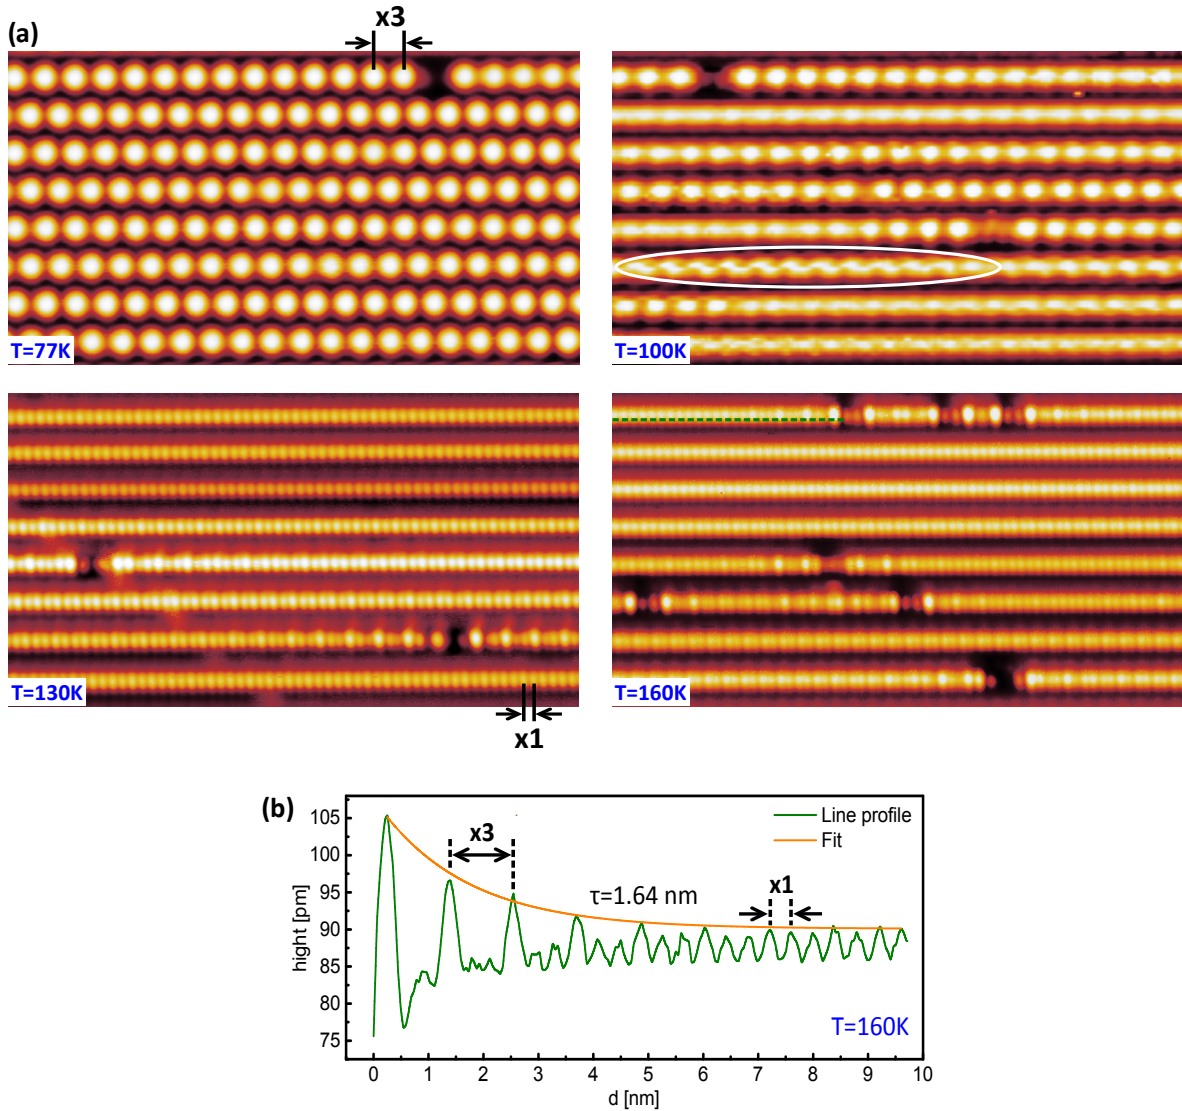 (a)
x3
T=77K
T=100K
T=130K
T=160K
x1
(b)
105
100
95
90
85
80
75
hight [pm]
x3
τ=1.64 nm
x1
Line profile
Fit
T=160K
0 1 2 3 4 5 6 7 8 9 10
d [nm]